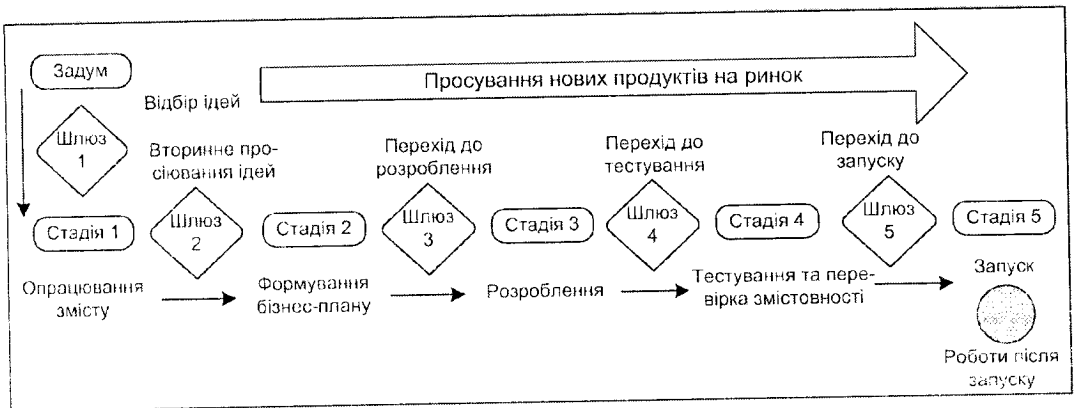 Задум
Просування нових продуктів на ринок
Відбір ідей
Шлюз
1
Вторинне про-
сіювання ідей
Перехід до
розроблення
Перехід до
тестування
Перехід до
запуску
Стадія 1
Шлюз
2
Стадія 2
Шлюз
3
Стадія 3
Шлюз
4
Стадія 4
Шлюз
5
Стадія 5
Опрацювання
змісту
Формування
бізнес-плану
Розроблення
Тестування та пере-
вірка змістовності
Запуск
Роботи після
запуску